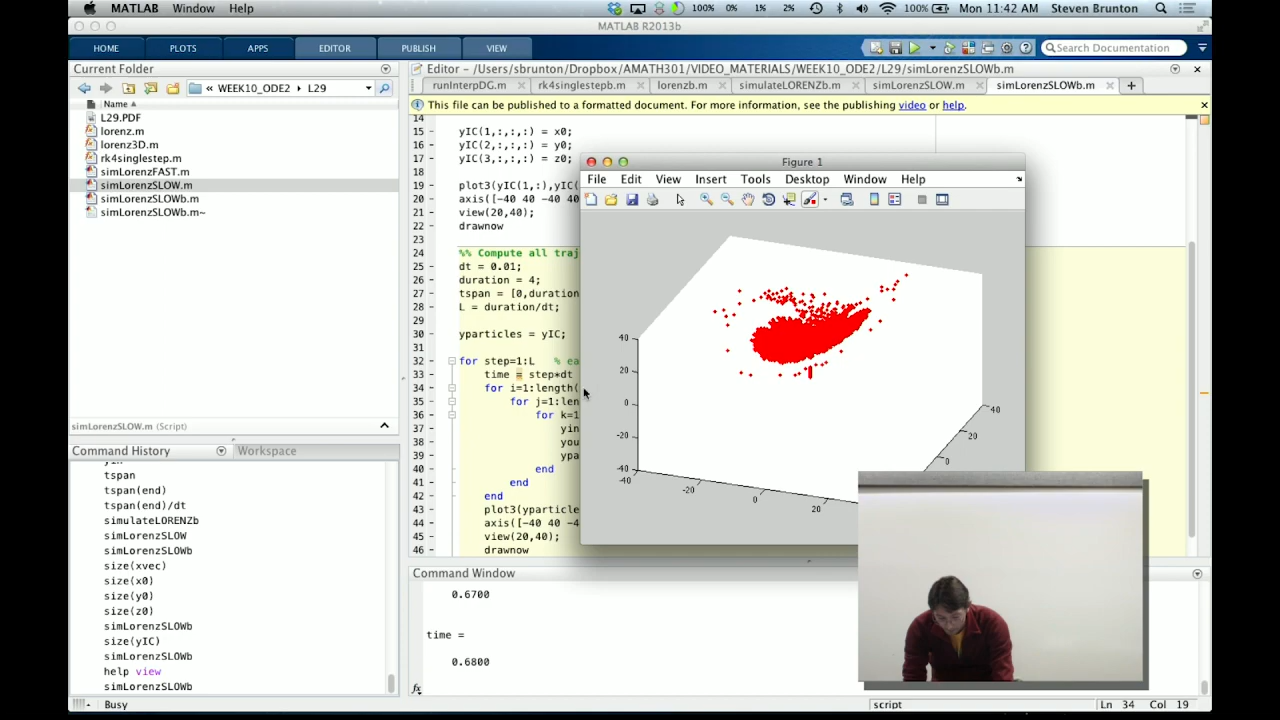 MATLAB Window Help 100% 0% 1% 2% 100% Mon 11:42 AM Steven Brunton
MATLAB R2013b
HOME PLOTS APPS EDITOR PUBLISH VIEW Search Documentation
Current Folder
« WEEK10_ODE2 ▸ L29
Name
L29.PDF
lorenz.m
lorenz3D.m
rk4singlestep.m
simLorenzFAST.m
simLorenzSLOW.m
simLorenzSLOWb.m
simLorenzSLOWb.m~
simLorenzSLOW.m (Script)
Command History Workspace
tspan
tspan(end)
tspan(end)/dt
simulateLORENZb
simLorenzSLOW
simLorenzSLOWb
size(xvec)
size(x0)
size(y0)
size(z0)
simLorenzSLOWb
size(yIC)
simLorenzSLOWb
help view
simLorenzSLOWb
Busy
Editor - /Users/sbrunton/Dropbox/AMATH301/VIDEO_MATERIALS/WEEK10_ODE2/L29/simLorenzSLOWb.m
runInterpDG.m rk4singlestepb.m lorenzb.m simulateLORENZb.m simLorenzSLOW.m simLorenzSLOWb.m
This file can be published to a formatted document. For more information, see the publishing video or help.
14
15 yIC(1,:,:,:) = x0;
16 yIC(2,:,:,:) = y0;
17 yIC(3,:,:,:) = z0;
18
19 plot3(yIC(1,:),yIC(
20 axis([-40 40 -40 40
21 view(20,40);
22 drawnow
23
24 %% Compute all traj
25 dt = 0.01;
26 duration = 4;
27 tspan = [0,duration
28 L = duration/dt;
29
30 yparticles = yIC;
31
32 for step=1:L % ea
33 time = step*dt
34 for i=1:length(
35 for j=1:len
36 for k=1
37 yin
38 you
39 ypa
40 end
41 end
42 end
43 plot3(yparticle
44 axis([-40 40 -4
45 view(20,40);
46 drawnow
Figure 1
File Edit View Insert Tools Desktop Window Help
40
20
0
-20
-40
-40
-20
0
20
0
20
40
Command Window
0.6700
time =
0.6800
fx
script Ln 34 Col 19